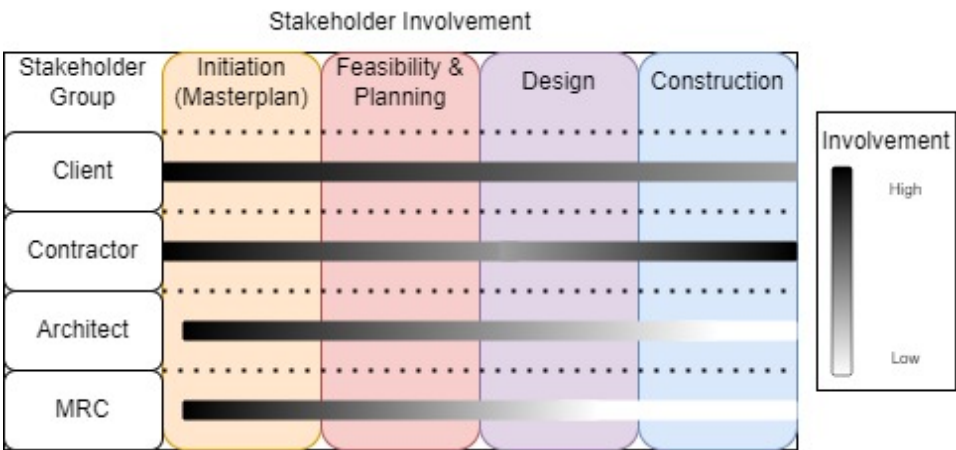 Stakeholder Involvement
Stakeholder
Group
Initiation
(Masterplan)
Feasibility &
Planning
Design
Construction
Client
Contractor
Architect
MRC
Involvement
High
Low